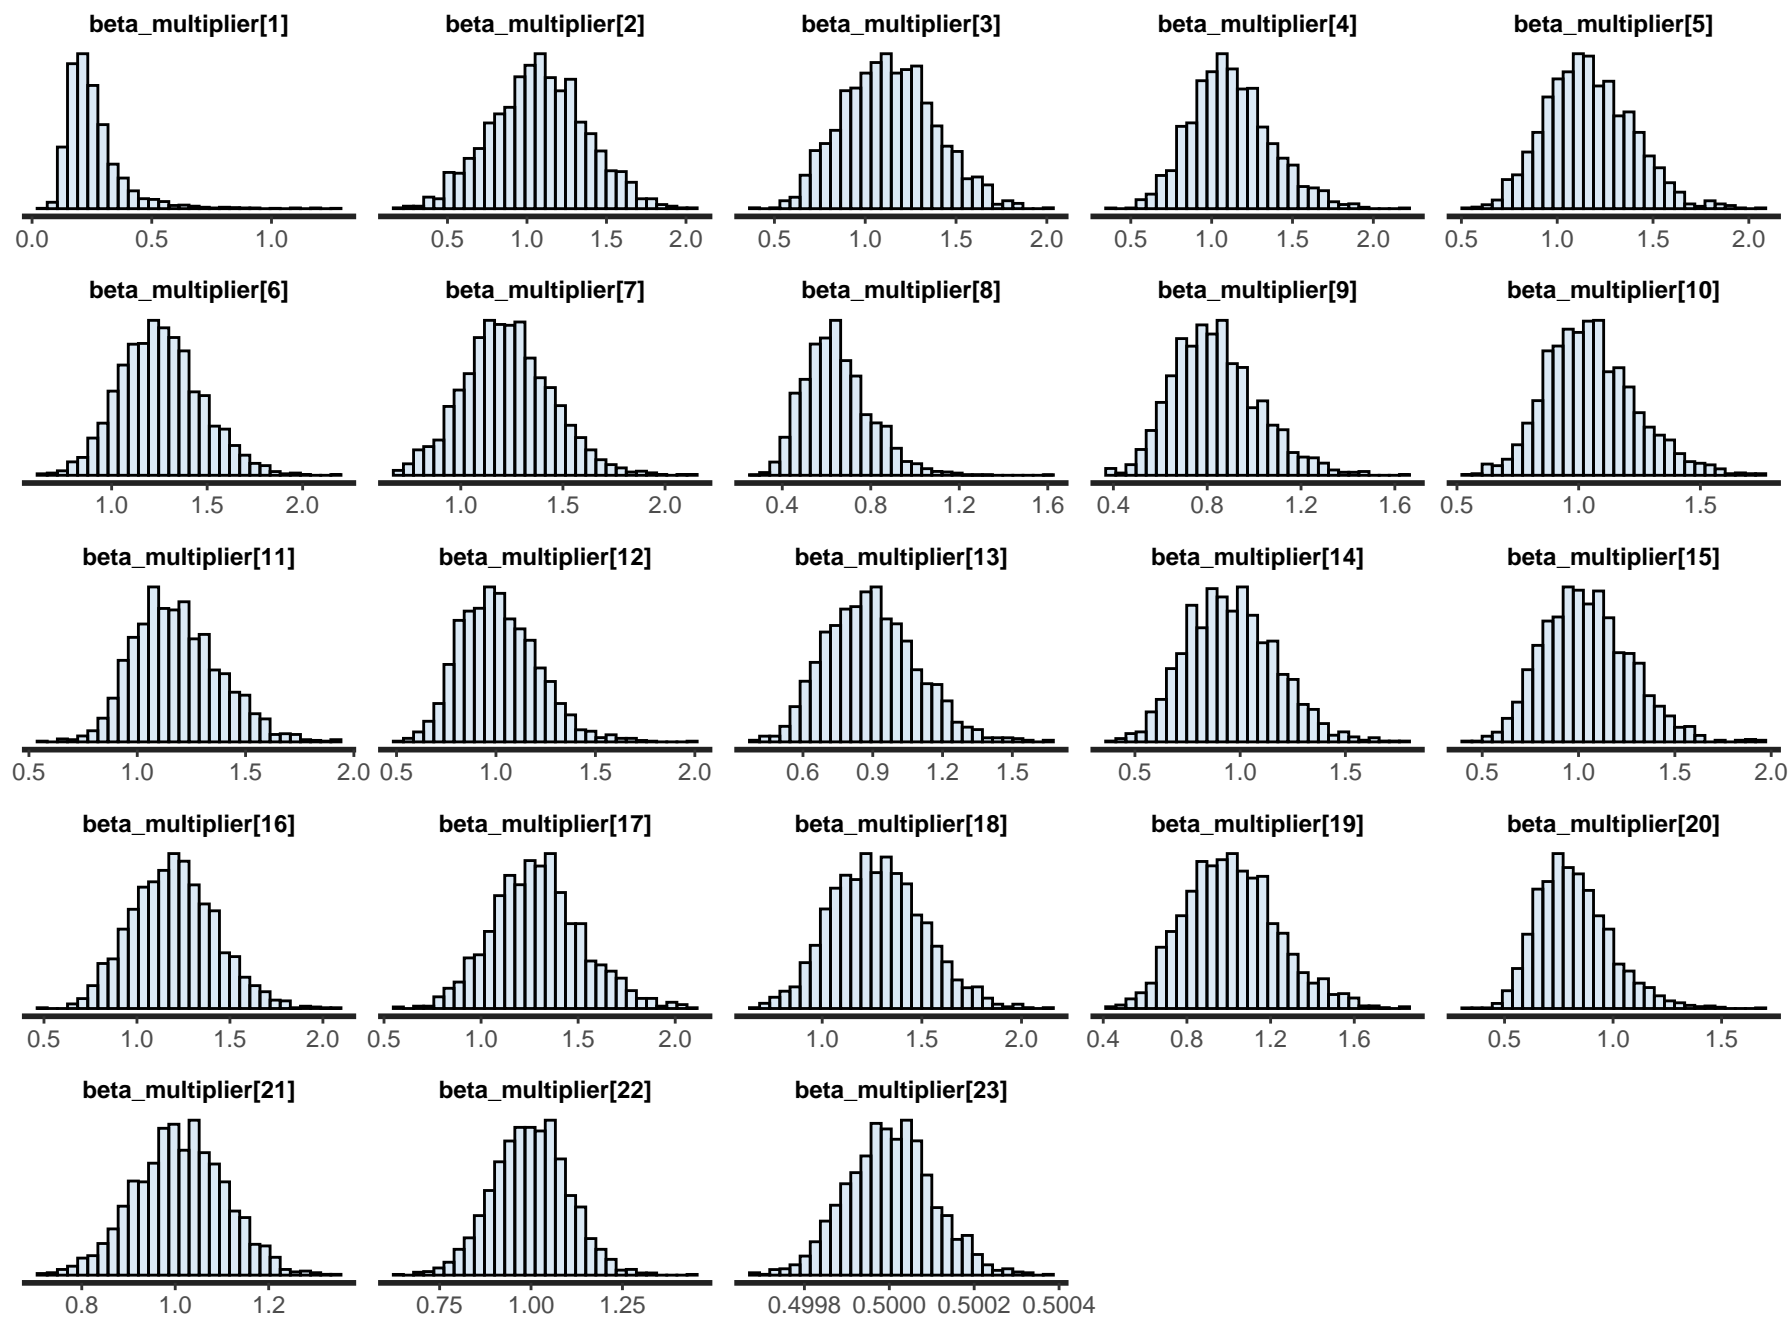 beta_multiplier[1] beta_multiplier[2] beta_multiplier[3] beta_multiplier[4] beta_multiplier[5]
0.0 0.5 1.0 0.5 1.0 1.5 2.0 0.5 1.0 1.5 2.0 0.5 1.0 1.5 2.0 0.5 1.0 1.5 2.0
beta_multiplier[6] beta_multiplier[7] beta_multiplier[8] beta_multiplier[9] beta_multiplier[10]
1.0 1.5 2.0 1.0 1.5 2.0 0.4 0.8 1.2 1.6 0.4 0.8 1.2 1.6 0.5 1.0 1.5
beta_multiplier[11] beta_multiplier[12] beta_multiplier[13] beta_multiplier[14] beta_multiplier[15]
0.5 1.0 1.5 2.0 0.5 1.0 1.5 2.0 0.6 0.9 1.2 1.5 0.5 1.0 1.5 0.5 1.0 1.5 2.0
beta_multiplier[16] beta_multiplier[17] beta_multiplier[18] beta_multiplier[19] beta_multiplier[20]
0.5 1.0 1.5 2.0 0.5 1.0 1.5 2.0 1.0 1.5 2.0 0.4 0.8 1.2 1.6 0.5 1.0 1.5
beta_multiplier[21] beta_multiplier[22] beta_multiplier[23]
0.8 1.0 1.2 0.75 1.00 1.25 0.4998 0.5000 0.5002 0.5004